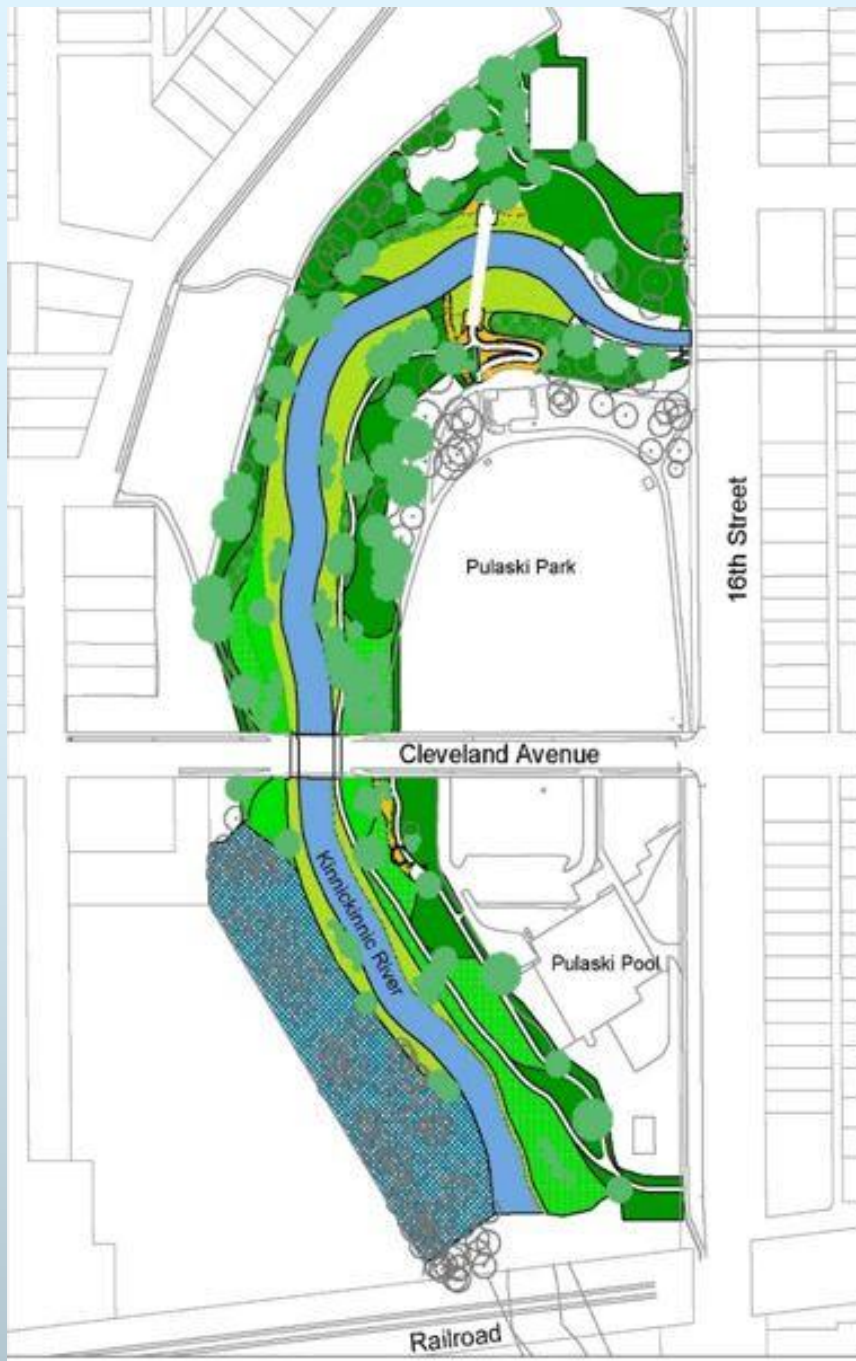 Pulaski Park
16th Street
Cleveland Avenue
Kinnickinnic River
Pulaski Pool
Railroad